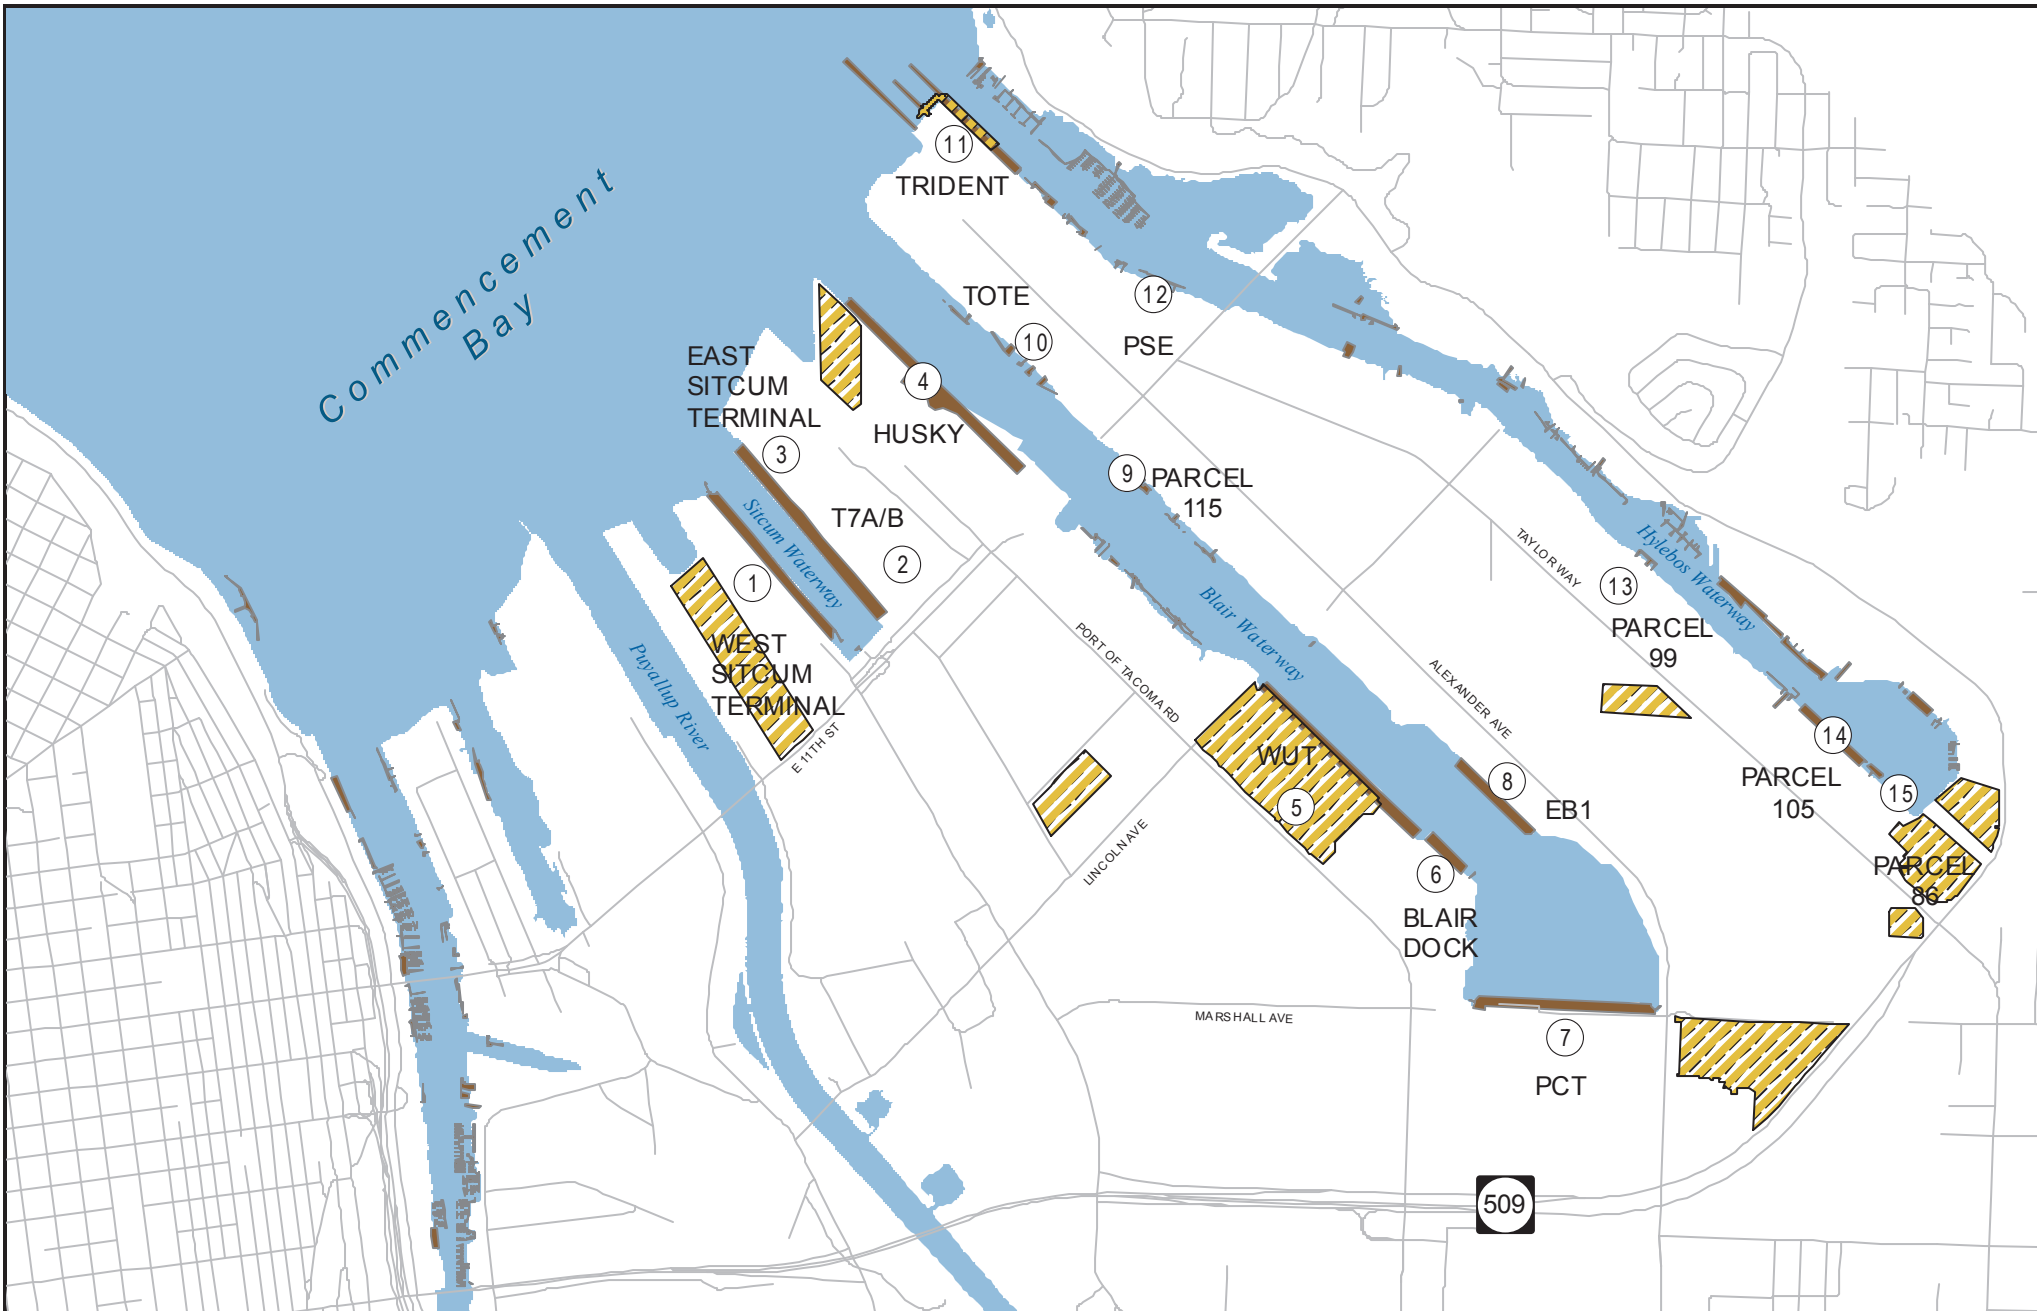 Commencement
Bay
11
TRIDENT
TOTE
10
12
PSE
EAST
SITCUM
TERMINAL
3
4
HUSKY
9
PARCEL
115
T7A/B
2
Sitcum Waterway
1
WEST
SITCUM
TERMINAL
Puyallup River
E 11TH ST
PORT OF TACOMA RD
LINCOLN AVE
Blair Waterway
ALEXANDER AVE
TAYLOR WAY
Hylebos Waterway
13
PARCEL
99
WUT
5
8
EB1
14
PARCEL
105
15
PARCEL
86
6
BLAIR
DOCK
MARSHALL AVE
7
PCT
509